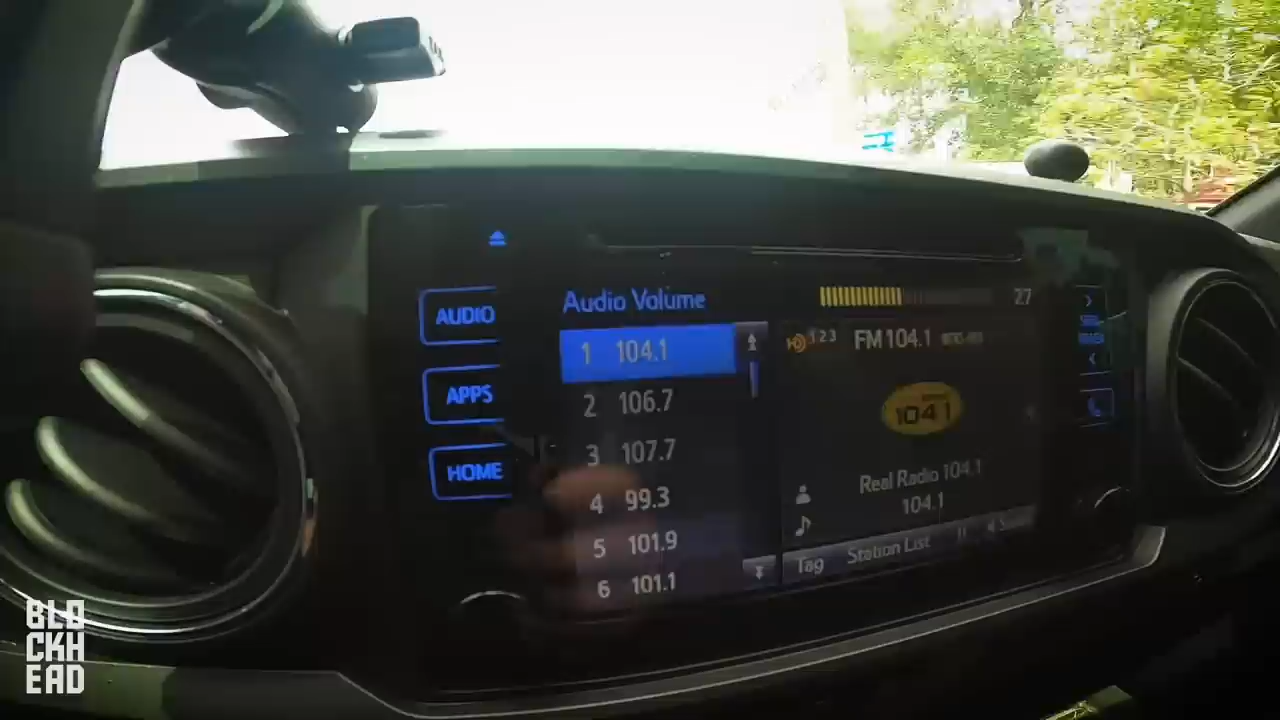 Audio Volume
27
AUDIO
APPS
HOME
1 104.1
2 106.7
3 107.7
4 99.3
5 101.9
6 101.1
123
FM 104.1
104.1
Real Radio 104.1
104.1
Tag
Station List
BLO
CKH
EAD